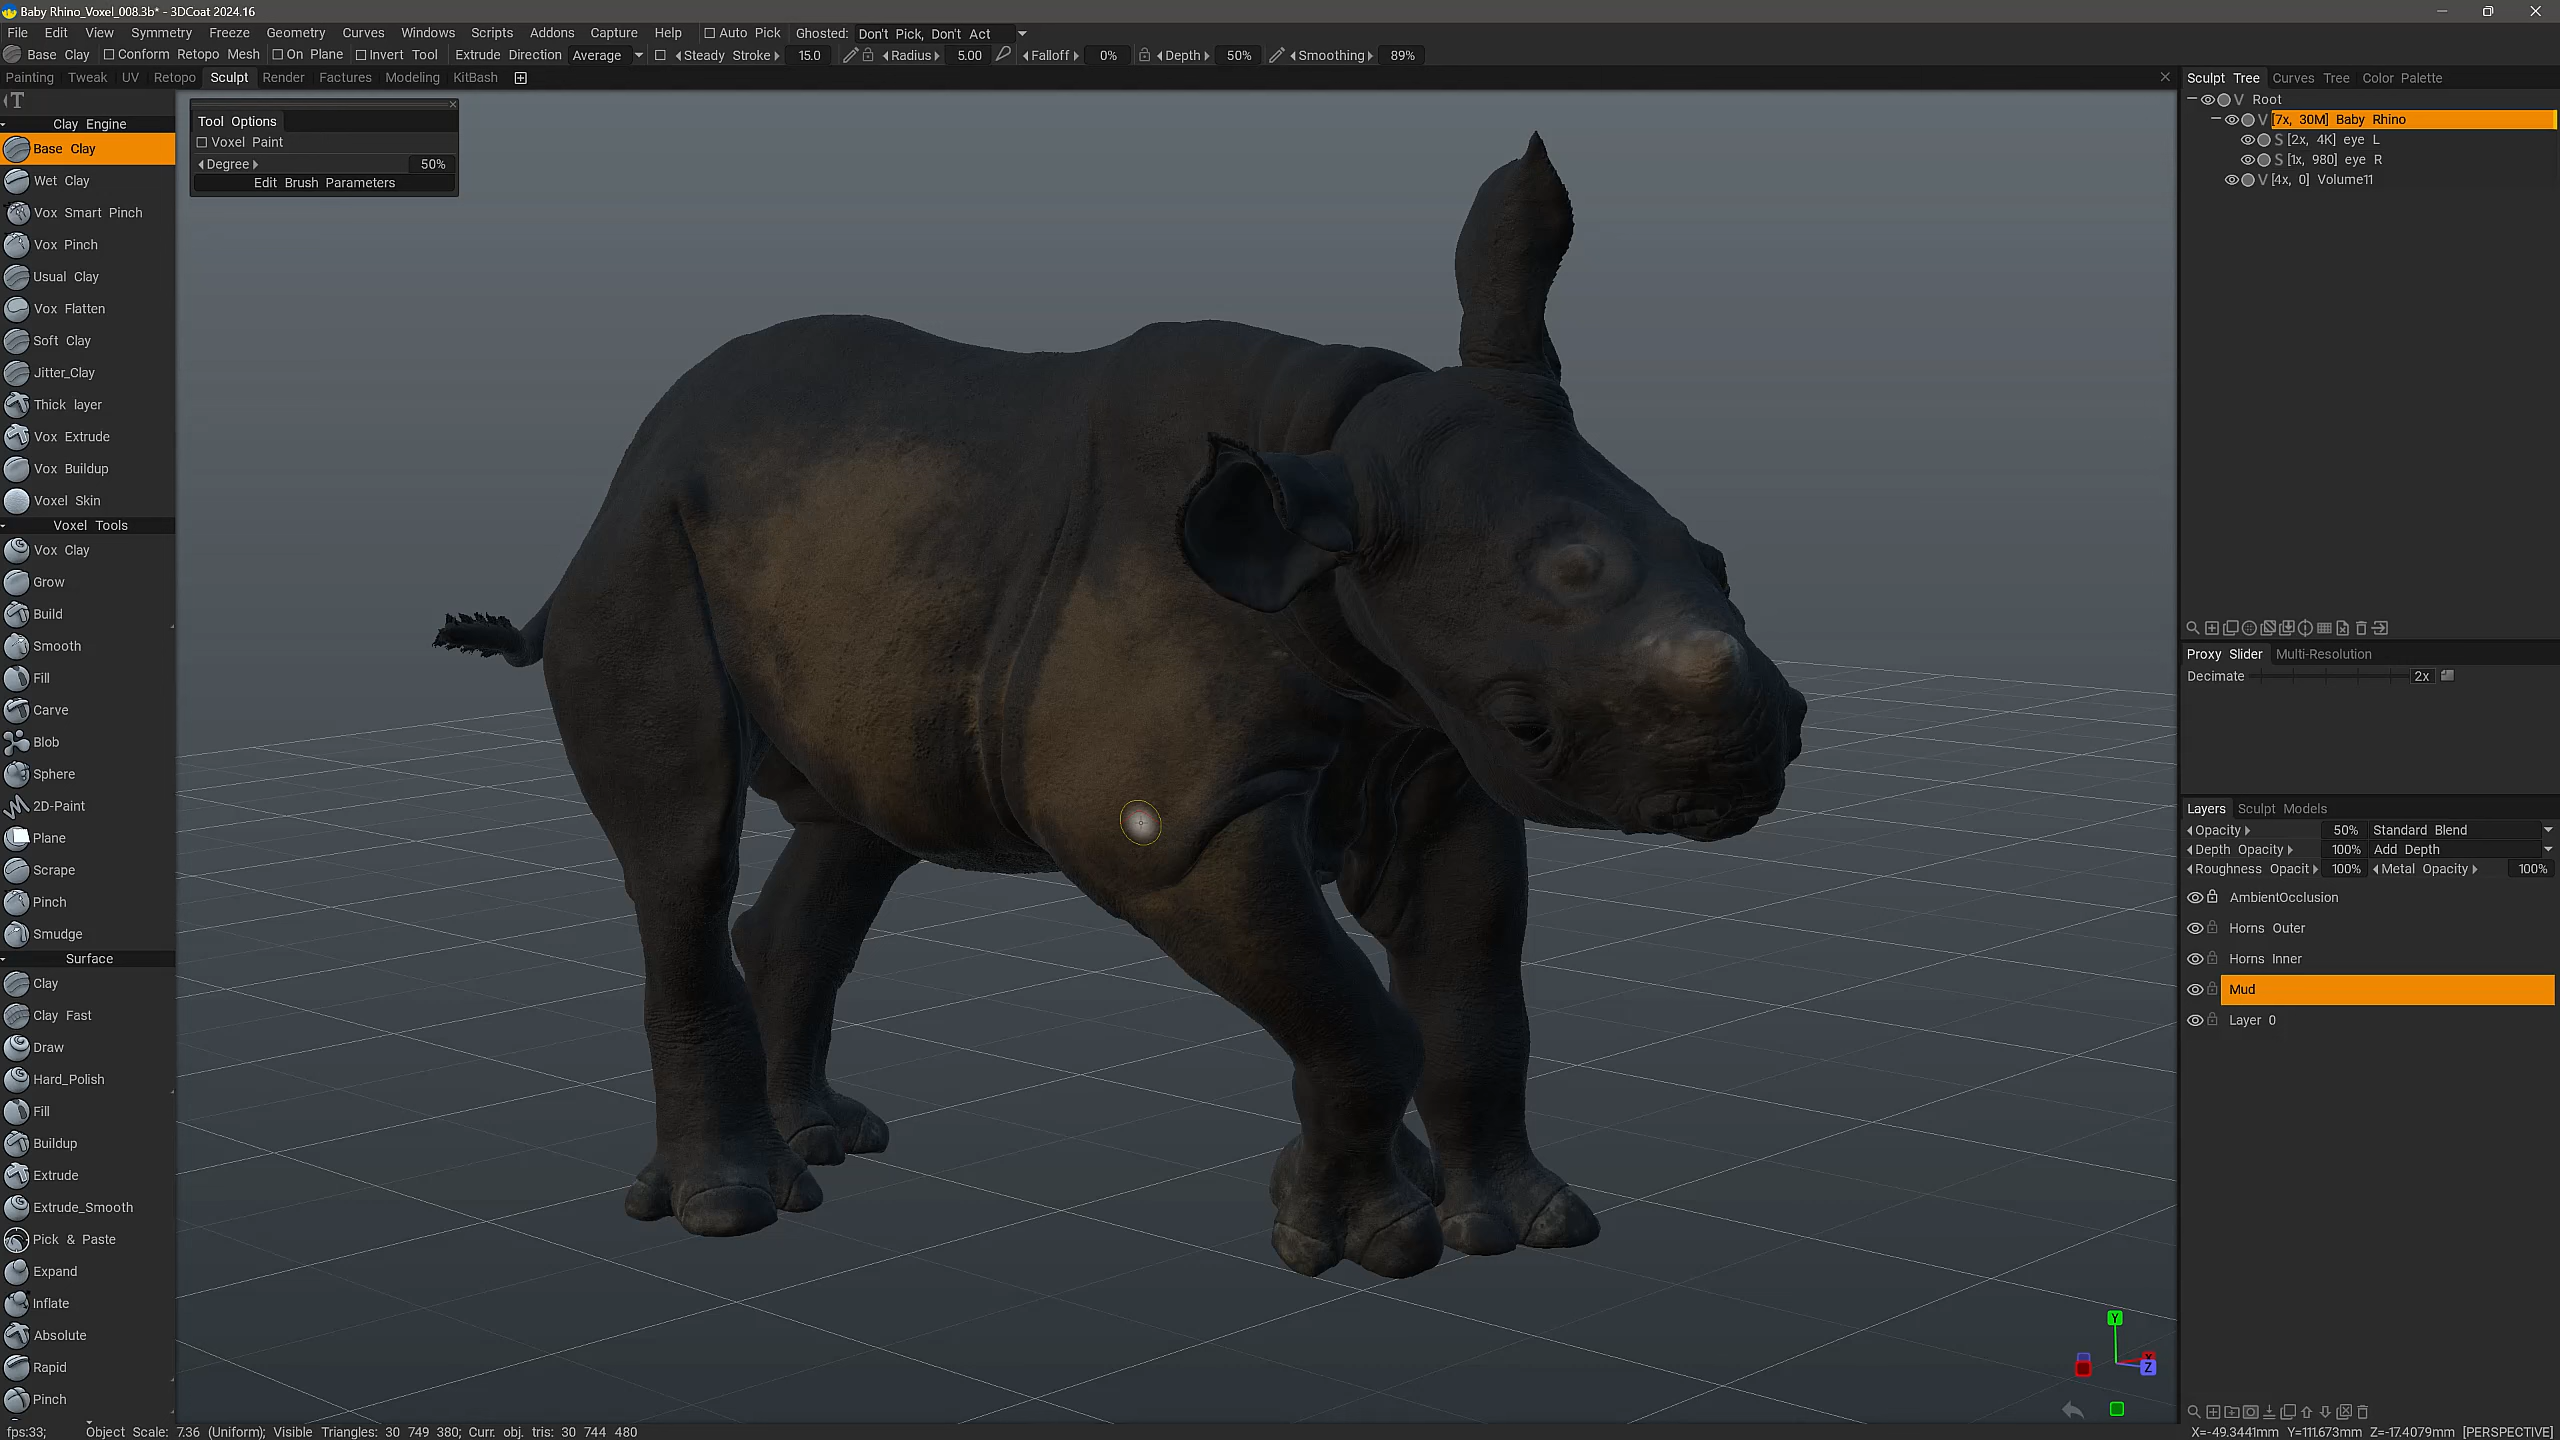 Baby Rhino_Voxel_008.3b* - 3DCoat 2024.16
File Edit View Symmetry Freeze Geometry Curves Windows Scripts Addons Capture Help Auto Pick Ghosted: Don't Pick, Don't Act
Base Clay Conform Retopo Mesh On Plane Invert Tool Extrude Direction Average Steady Stroke 15.0 Radius 5.00 Falloff 0% Depth 50% Smoothing 89%
Painting Tweak UV Retopo Sculpt Render Factures Modeling KitBash
T
Clay Engine
Base Clay
Wet Clay
Vox Smart Pinch
Vox Pinch
Usual Clay
Vox Flatten
Soft Clay
Jitter_Clay
Thick layer
Vox Extrude
Vox Buildup
Voxel Skin
Voxel Tools
Vox Clay
Grow
Build
Smooth
Fill
Carve
Blob
Sphere
2D-Paint
Plane
Scrape
Pinch
Smudge
Surface
Clay
Clay Fast
Draw
Hard_Polish
Fill
Buildup
Extrude
Extrude_Smooth
Pick & Paste
Expand
Inflate
Absolute
Rapid
Pinch
Tool Options
Voxel Paint
Degree 50%
Edit Brush Parameters
Sculpt Tree Curves Tree Color Palette
V Root
V [7x, 30M] Baby Rhino
S [2x, 4K] eye L
S [1x, 980] eye R
V [4x, 0] Volume11
Proxy Slider Multi-Resolution
Decimate 2x
Layers Sculpt Models
Opacity 50% Standard Blend
Depth Opacity 100% Add Depth
Roughness Opacit 100% Metal Opacity 100%
AmbientOcclusion
Horns Outer
Horns Inner
Mud
Layer 0
Y
X
Z
fps:33; Object Scale: 7.36 (Uniform); Visible Triangles: 30 749 380; Curr. obj. tris: 30 744 480
X=-49.3441mm Y=111.673mm Z=-17.4079mm [PERSPECTIVE]